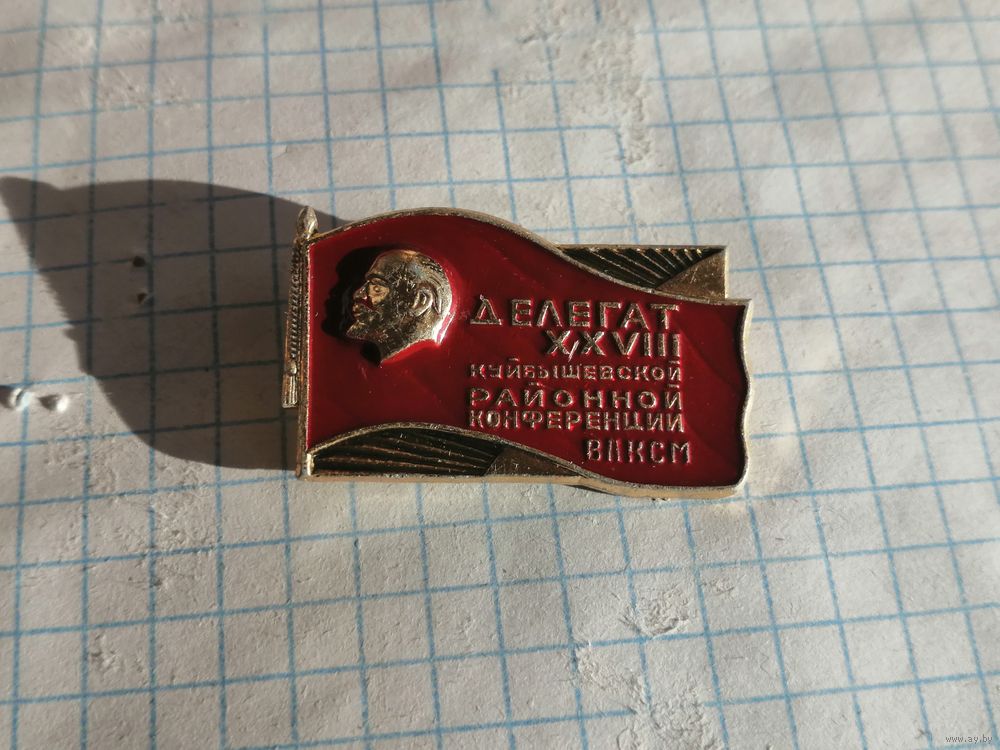 ДЕЛЕГАТ
XXVIII
КУЙБЫШЕВСКОЙ
РАЙОННОЙ
КОНФЕРЕНЦИИ
ВЛКСМ
www.ay.by